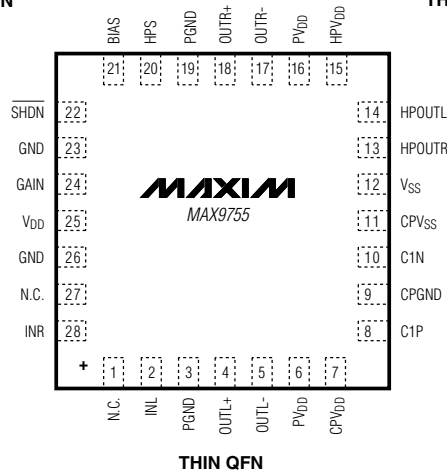 N
TH
BIAS
HPS
PGND
OUTR+
OUTR-
PVDD
HPVDD
21 20 19 18 17 16 15
SHDN 22
GND 23
GAIN 24
VDD 25
GND 26
N.C. 27
INR 28
14 HPOUTL
13 HPOUTR
12 VSS
11 CPVSS
10 C1N
9 CPGND
8 C1P
MAXIM
MAX9755
+
1 2 3 4 5 6 7
N.C.
INL
PGND
OUTL+
OUTL-
PVDD
CPVDD
THIN QFN